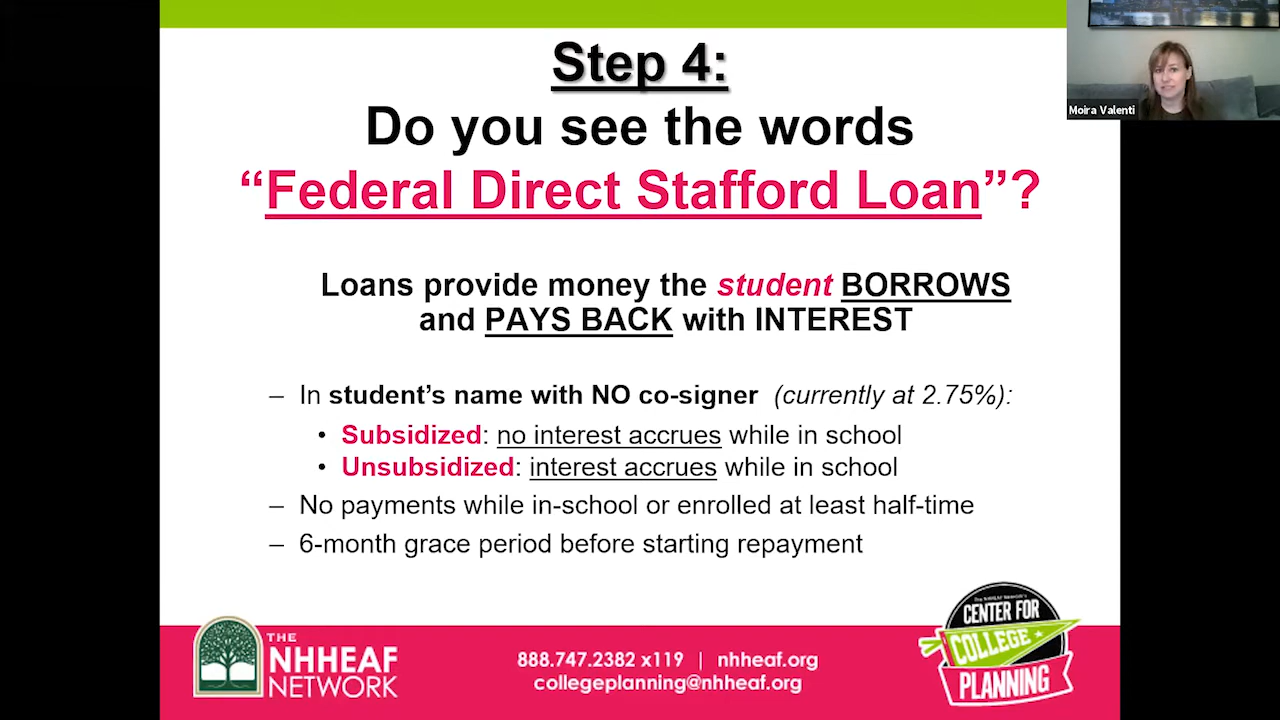 Step 4:
Do you see the words
“Federal Direct Stafford Loan”?
Loans provide money the student BORROWS
and PAYS BACK with INTEREST
– In student’s name with NO co-signer (currently at 2.75%):
• Subsidized: no interest accrues while in school
• Unsubsidized: interest accrues while in school
– No payments while in-school or enrolled at least half-time
– 6-month grace period before starting repayment
Moira Valenti
THE
NHHEAF
NETWORK
888.747.2382 x119 | nhheaf.org
collegeplanning@nhheaf.org
The NHHEAF Network's
CENTER FOR
COLLEGE
PLANNING